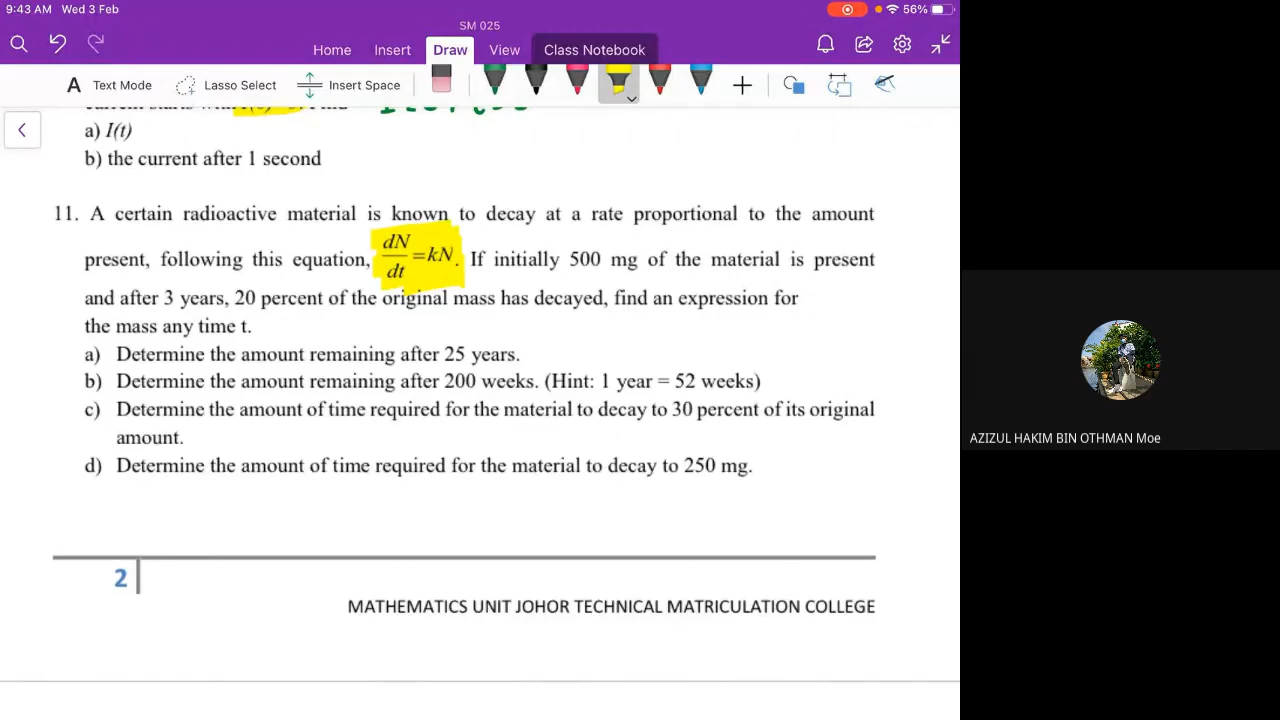 9:43 AM Wed 3 Feb
56%
SM 025
Home Insert Draw View Class Notebook
A Text Mode Lasso Select Insert Space
a) I(t)
b) the current after 1 second
11. A certain radioactive material is known to decay at a rate proportional to the amount
present, following this equation, dN/dt =kN. If initially 500 mg of the material is present
and after 3 years, 20 percent of the original mass has decayed, find an expression for
the mass any time t.
a) Determine the amount remaining after 25 years.
b) Determine the amount remaining after 200 weeks. (Hint: 1 year = 52 weeks)
c) Determine the amount of time required for the material to decay to 30 percent of its original
amount.
d) Determine the amount of time required for the material to decay to 250 mg.
2
MATHEMATICS UNIT JOHOR TECHNICAL MATRICULATION COLLEGE
AZIZUL HAKIM BIN OTHMAN Moe